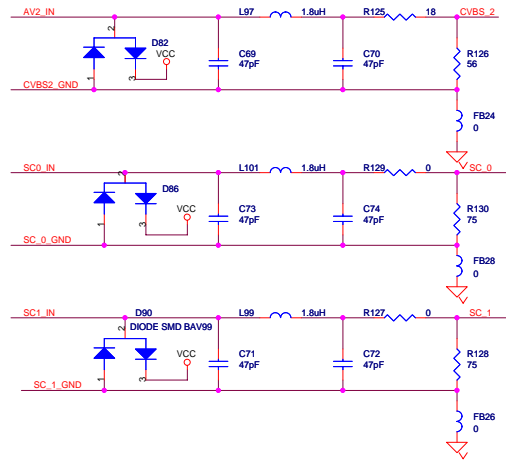 AV2_IN L97 1.8uH R125 18 CVBS_2
2 D82
VCC C69 C70 R126
47pF 47pF 56
1 3
CVBS2_GND
FB24
0
SC0_IN L101 1.8uH R129 0 SC_0
2 D86
VCC C73 C74 R130
47pF 47pF 75
1 3
SC_0_GND
FB28
0
SC1_IN D90 L99 1.8uH R127 0 SC_1
2 DIODE SMD BAV99
VCC C71 C72 R128
47pF 47pF 75
1 3
SC_1_GND
FB26
0